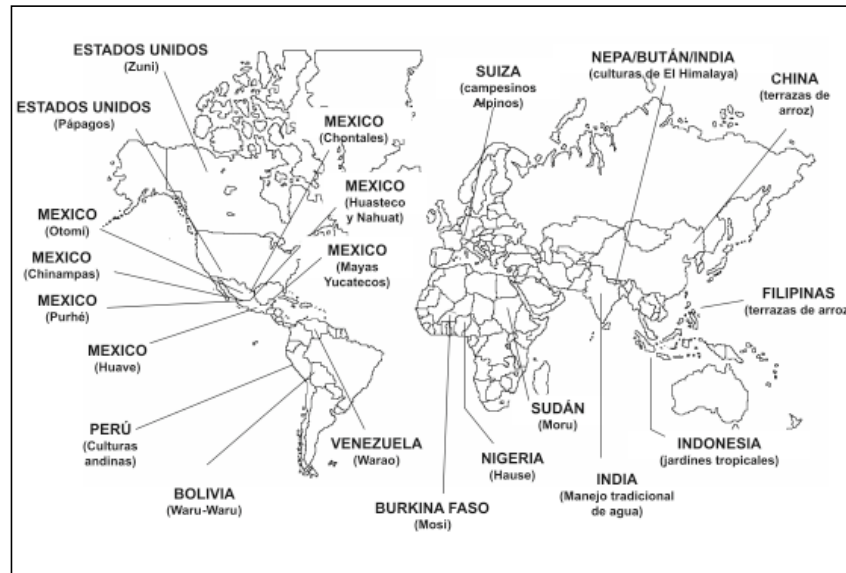 ESTADOS UNIDOS
(Zuni)
ESTADOS UNIDOS
(Pápagos)
MEXICO
(Chontales)
MEXICO
(Huasteco
y Nahuat)
MEXICO
(Otomí)
MEXICO
(Chinampas)
MEXICO
(Purhé)
MEXICO
(Mayas
Yucatecos)
MEXICO
(Huave)
PERÚ
(Culturas
andinas)
BOLIVIA
(Waru-Waru)
VENEZUELA
(Warao)
SUIZA
(campesinos
Alpinos)
NEPA/BUTÁN/INDIA
(culturas de El Himalaya)
CHINA
(terrazas de
arroz)
FILIPINAS
(terrazas de arroz
SUDÁN
(Moru)
NIGERIA
(Hause)
BURKINA FASO
(Mosi)
INDIA
(Manejo tradicional
de agua)
INDONESIA
(jardines tropicales)